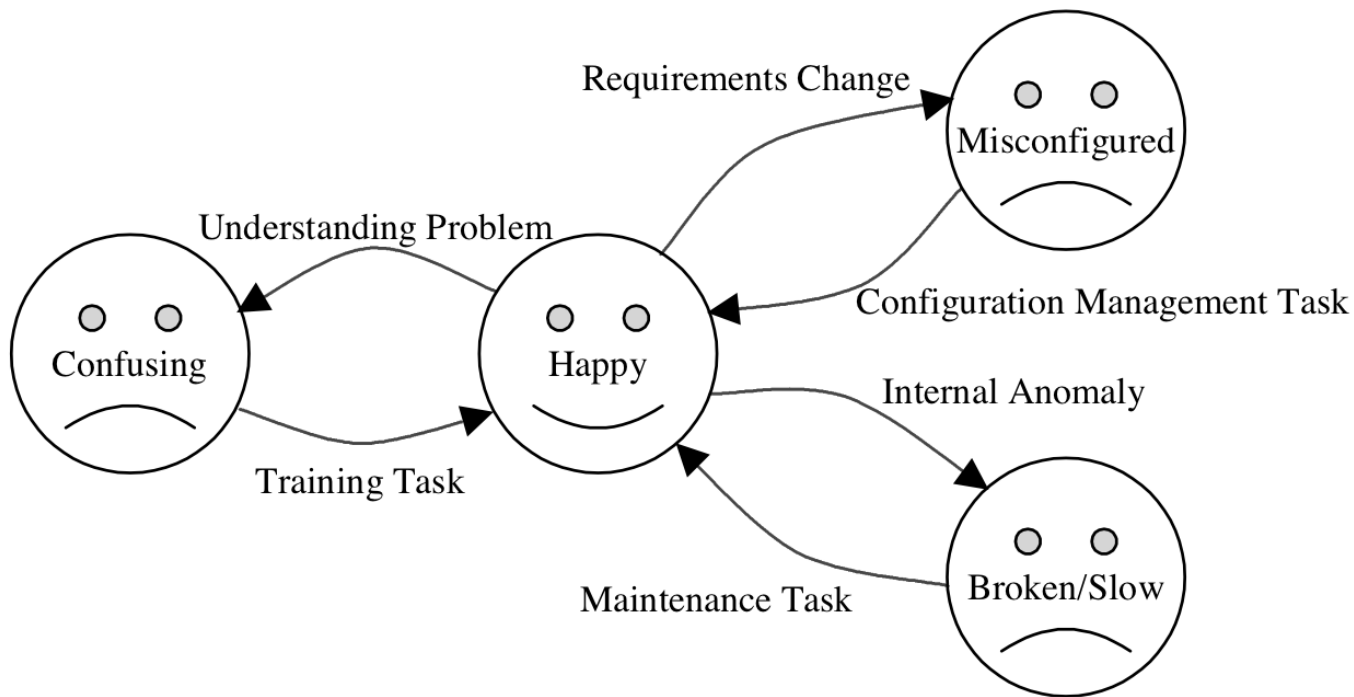 Requirements Change
Misconfigured
Understanding Problem
Configuration Management Task
Confusing
Happy
Internal Anomaly
Training Task
Broken/Slow
Maintenance Task